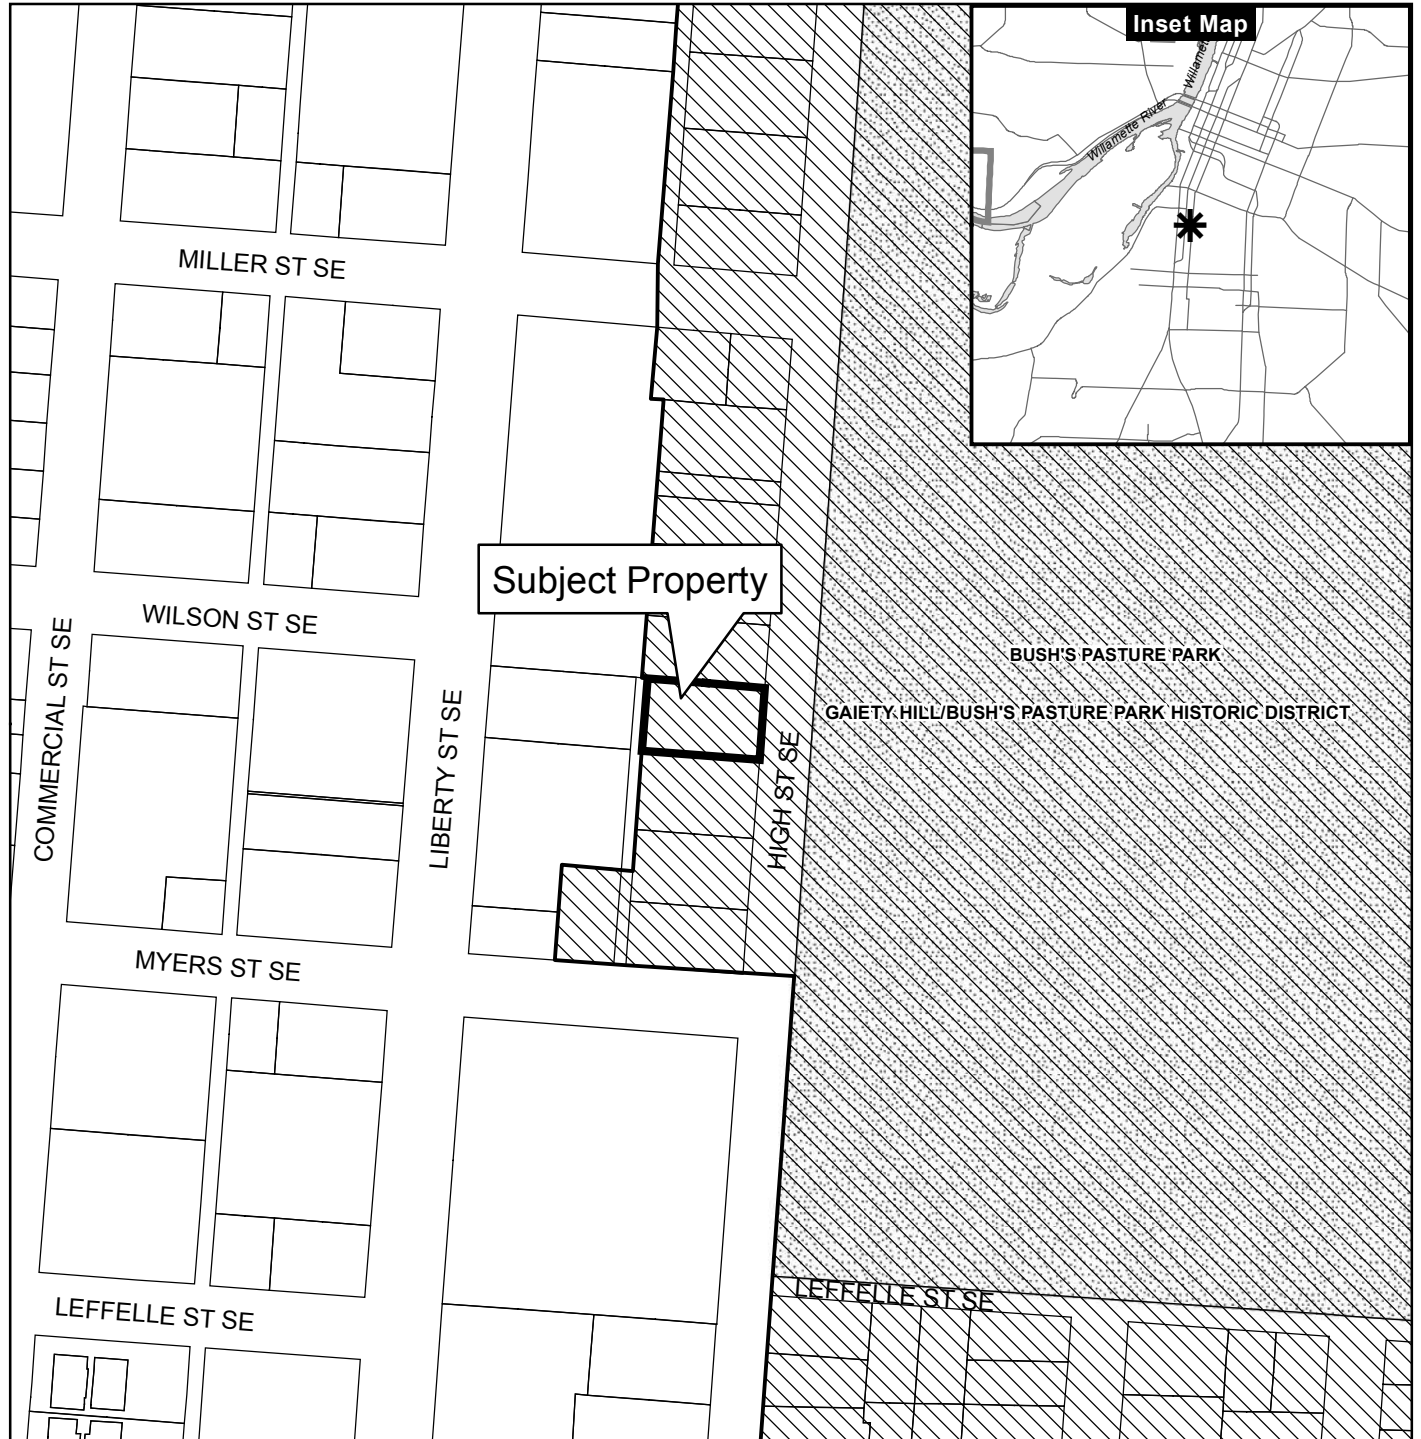 Inset Map
Willamette River
MILLER ST SE
Subject Property
WILSON ST SE
COMMERCIAL ST SE
LIBERTY ST SE
HIGH ST SE
BUSH'S PASTURE PARK
GAIETY HILL/BUSH'S PASTURE PARK HISTORIC DISTRICT
MYERS ST SE
LEFFELLE ST SE
LEFFELLE ST SE